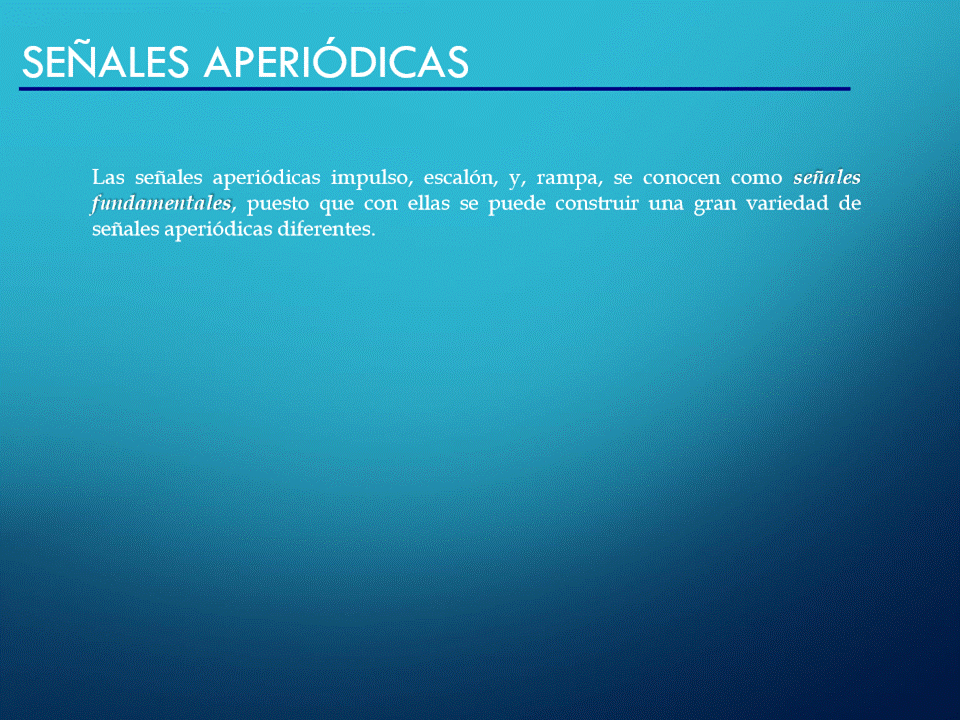 SEÑALES APERIÓDICAS
Las señales aperiódicas impulso, escalón, y, rampa, se conocen como señales
fundamentales, puesto que con ellas se puede construir una gran variedad de
señales aperiódicas diferentes.